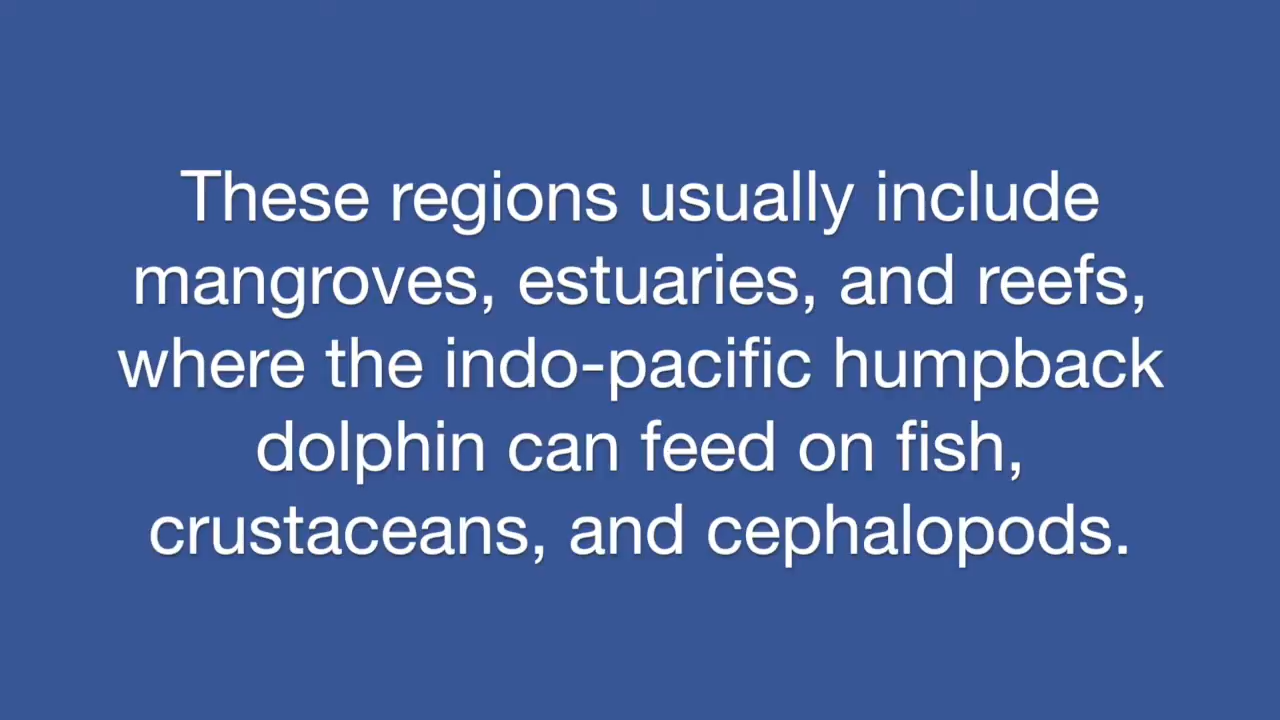 These regions usually include
mangroves, estuaries, and reefs,
where the indo-pacific humpback
dolphin can feed on fish,
crustaceans, and cephalopods.